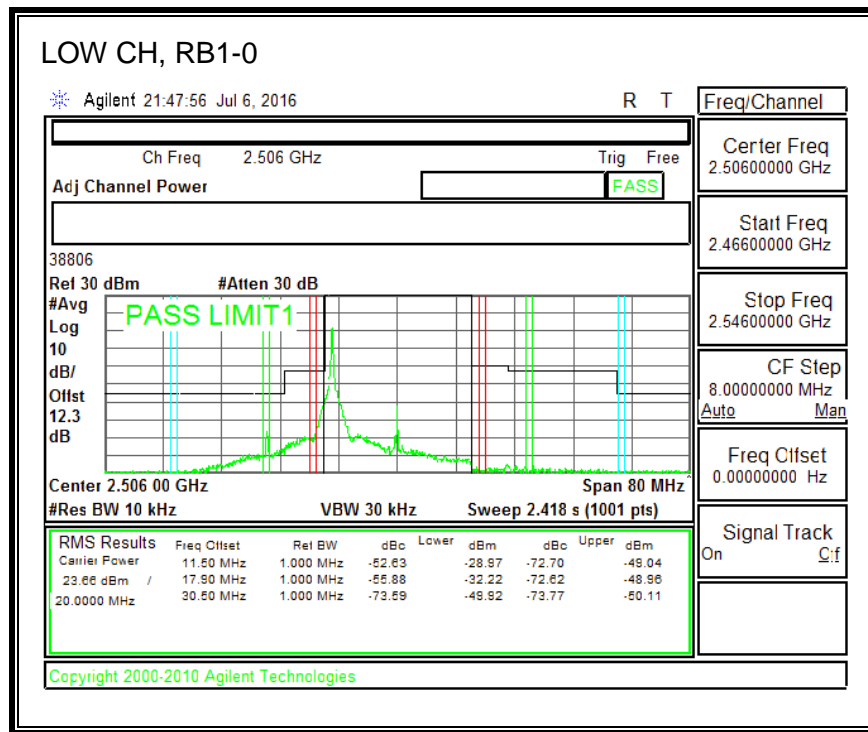 LOW CH, RB1-0
Agilent 21:47:56 Jul 6, 2016 R T
Freq/Channel
Ch Freq 2.506 GHz Trig Free
Adj Channel Power PASS
Center Freq
2.50600000 GHz
Start Freq
2.46600000 GHz
Stop Freq
2.54600000 GHz
CF Step
8.00000000 MHz
Auto Man
Freq Offset
0.00000000 Hz
Signal Track
On Off
38806
Ref 30 dBm #Atten 30 dB
#Avg
Log
10
dB/
Offst
12.3
dB
PASS LIMIT1
Center 2.506 00 GHz Span 80 MHz
#Res BW 10 kHz VBW 30 kHz Sweep 2.418 s (1001 pts)
RMS Results Freq Offset Ref BW dBc Lower dBm dBc Upper dBm
Carrier Power 11.50 MHz 1.000 MHz -52.63 -28.97 -72.70 -49.04
23.66 dBm / 17.90 MHz 1.000 MHz -55.88 -32.22 -72.62 -48.96
20.0000 MHz 30.50 MHz 1.000 MHz -73.59 -49.92 -73.77 -50.11
Copyright 2000-2010 Agilent Technologies